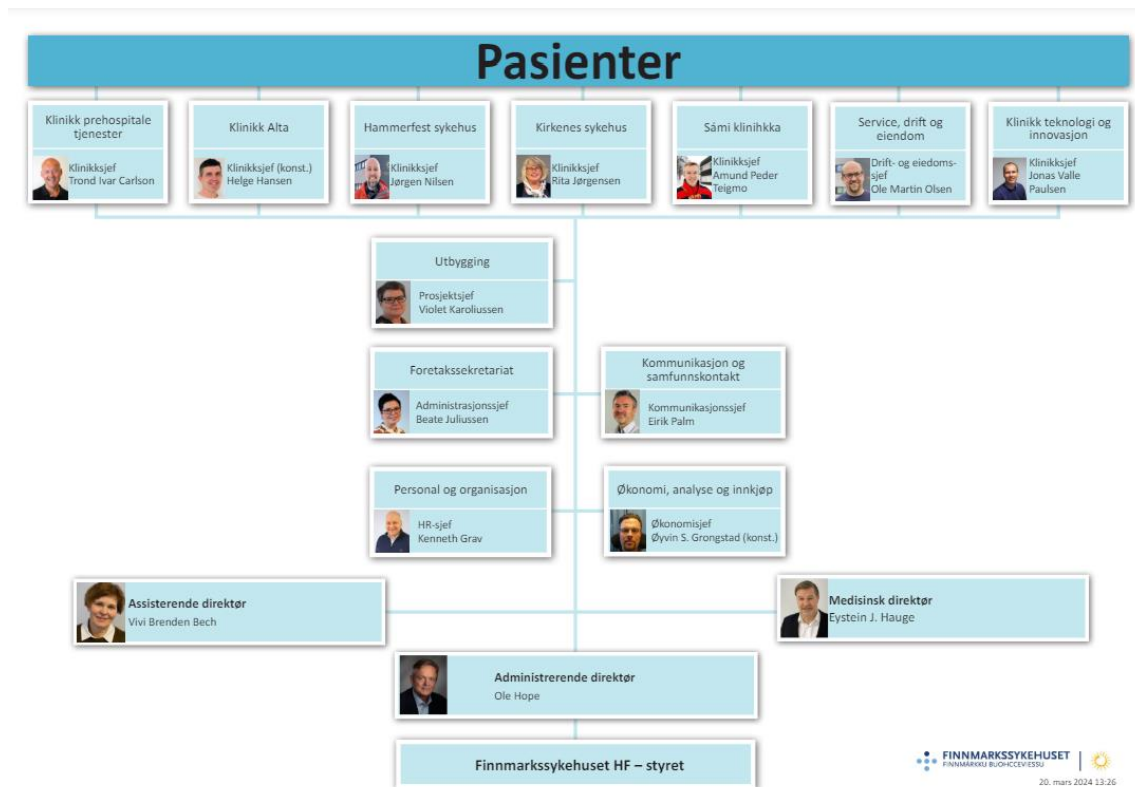 Pasienter
Klinikk prehospitale
tjenester
Klinikksjef
Trond Ivar Carlson
Klinikk Alta
Klinikksjef (konst.)
Helge Hansen
Hammerfest sykehus
Klinikksjef
Jørgen Nilsen
Kirkenes sykehus
Klinikksjef
Rita Jørgensen
Sámi klinihkka
Klinikksjef
Amund Peder
Teigmo
Service, drift og
eiendom
Drift- og eiedoms-
sjef
Ole Martin Olsen
Klinikk teknologi og
innovasjon
Klinikksjef
Jonas Valle
Paulsen
Utbygging
Prosjektsjef
Violet Karoliussen
Foretakssekretariat
Administrasjonssjef
Beate Juliussen
Kommunikasjon og
samfunnskontakt
Kommunikasjonssjef
Eirik Palm
Personal og organisasjon
HR-sjef
Kenneth Grav
Økonomi, analyse og innkjøp
Økonomisjef
Øyvin S. Grongstad (konst.)
Assisterende direktør
Vivi Brenden Bech
Medisinsk direktør
Eystein J. Hauge
Administrerende direktør
Ole Hope
Finnmarkssykehuset HF – styret
FINNMARKSSYKEHUSET
FINNMÁRKKU BUOHCCEVIESSU
20. mars 2024 13:26